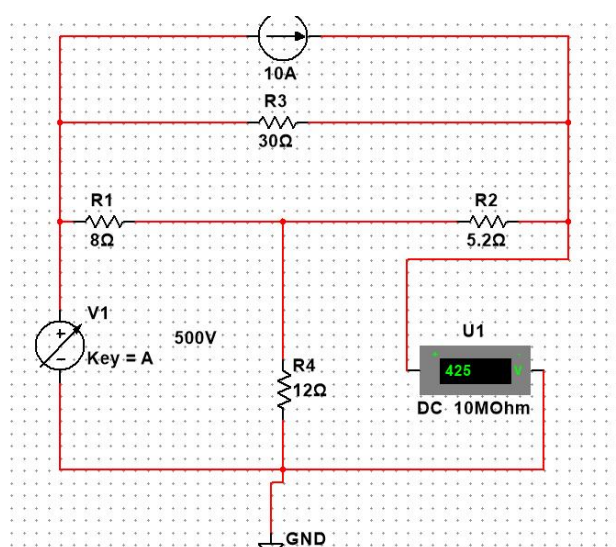 10A
R3
30Ω
R1
8Ω
R2
5.2Ω
V1
+
−
Key = A
500V
R4
12Ω
U1
+
425 V
-
DC 10MOhm
GND